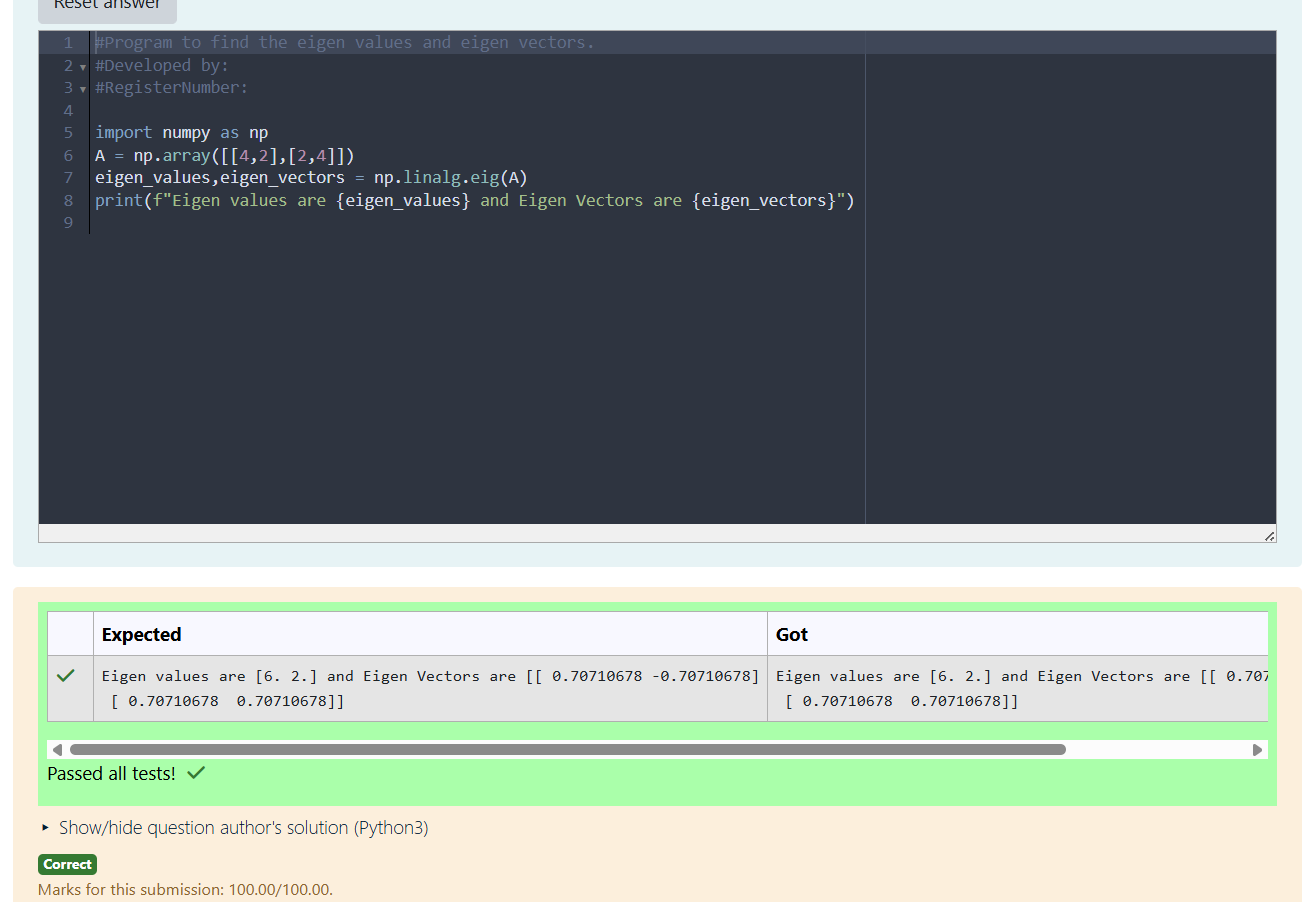 Reset answer
1 #Program to find the eigen values and eigen vectors.
2 #Developed by:
3 #RegisterNumber:
4
5 import numpy as np
6 A = np.array([[4,2],[2,4]])
7 eigen_values,eigen_vectors = np.linalg.eig(A)
8 print(f"Eigen values are {eigen_values} and Eigen Vectors are {eigen_vectors}")
9
Expected Got
Eigen values are [6. 2.] and Eigen Vectors are [[ 0.70710678 -0.70710678] Eigen values are [6. 2.] and Eigen Vectors are [[ 0.707
[ 0.70710678  0.70710678]] [ 0.70710678  0.70710678]]
Passed all tests!
Show/hide question author's solution (Python3)
Correct
Marks for this submission: 100.00/100.00.